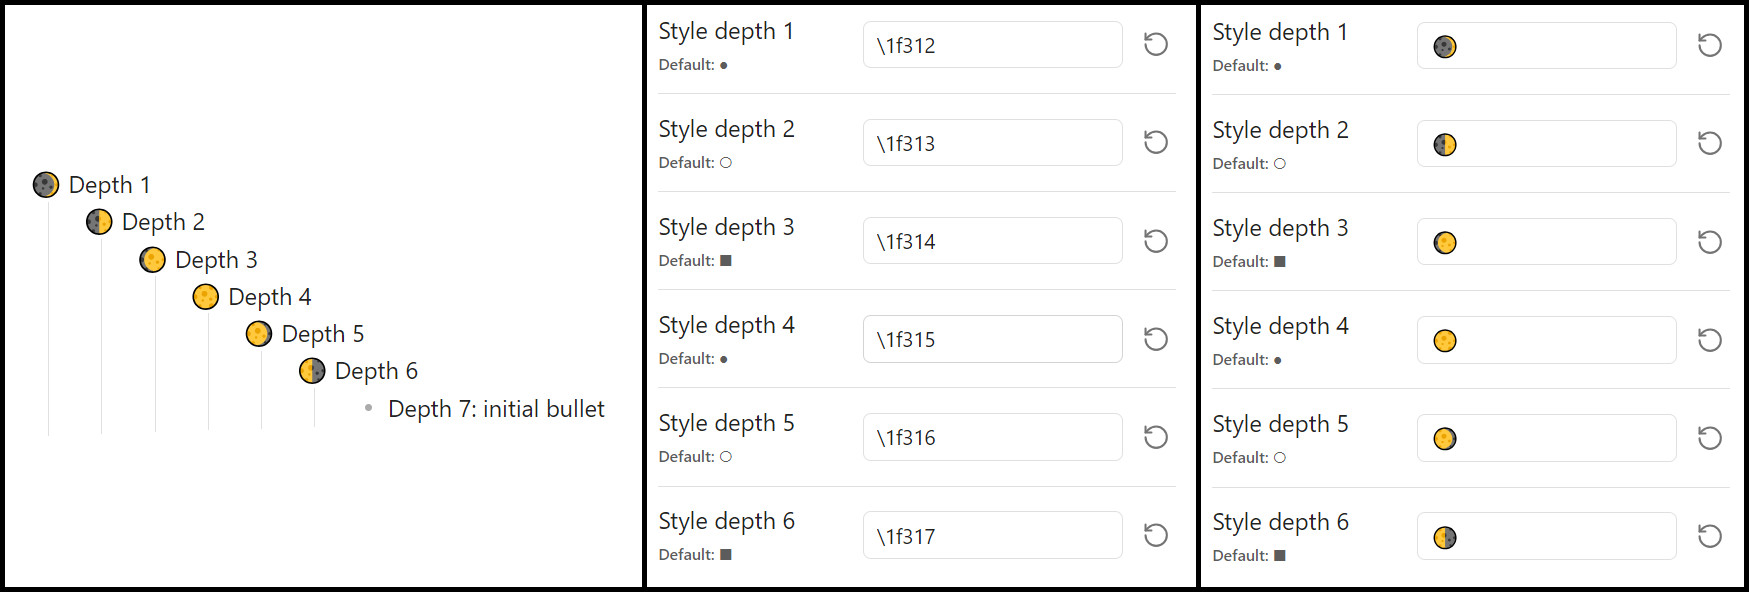 🌒 Depth 1
🌓 Depth 2
🌔 Depth 3
🌕 Depth 4
🌖 Depth 5
🌗 Depth 6
• Depth 7: initial bullet
Style depth 1
Default: ●
\1f312
Style depth 2
Default: ○
\1f313
Style depth 3
Default: ■
\1f314
Style depth 4
Default: ●
\1f315
Style depth 5
Default: ○
\1f316
Style depth 6
Default: ■
\1f317
Style depth 1
Default: ●
🌒
Style depth 2
Default: ○
🌓
Style depth 3
Default: ■
🌔
Style depth 4
Default: ●
🌕
Style depth 5
Default: ○
🌖
Style depth 6
Default: ■
🌗